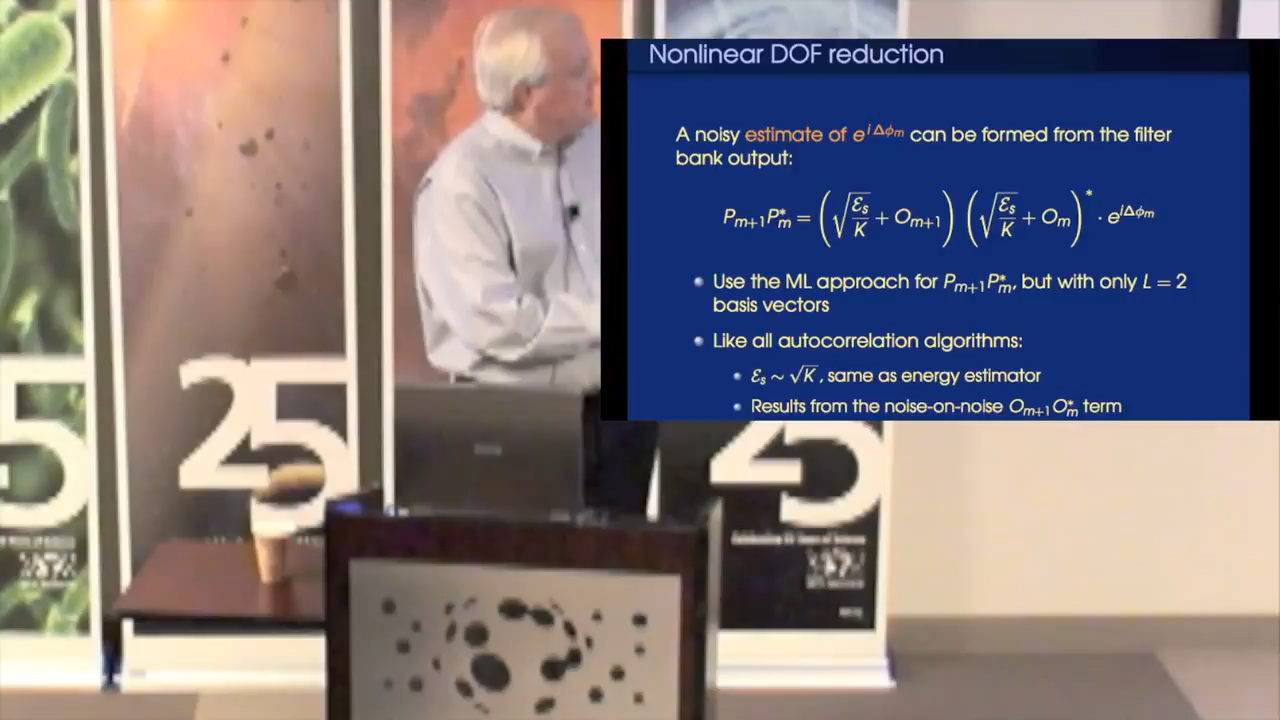 Nonlinear DOF reduction
A noisy estimate of e^{i Δϕ_m} can be formed from the filter
bank output:
P_{m+1}P_m^* = (√(ℰ_s/K) + O_{m+1}) (√(ℰ_s/K) + O_m)^* · e^{iΔϕ_m}
Use the ML approach for P_{m+1}P_m^*, but with only L = 2
basis vectors
Like all autocorrelation algorithms:
ℰ_s ~ √K, same as energy estimator
Results from the noise-on-noise O_{m+1}O_m^* term
5
25
25